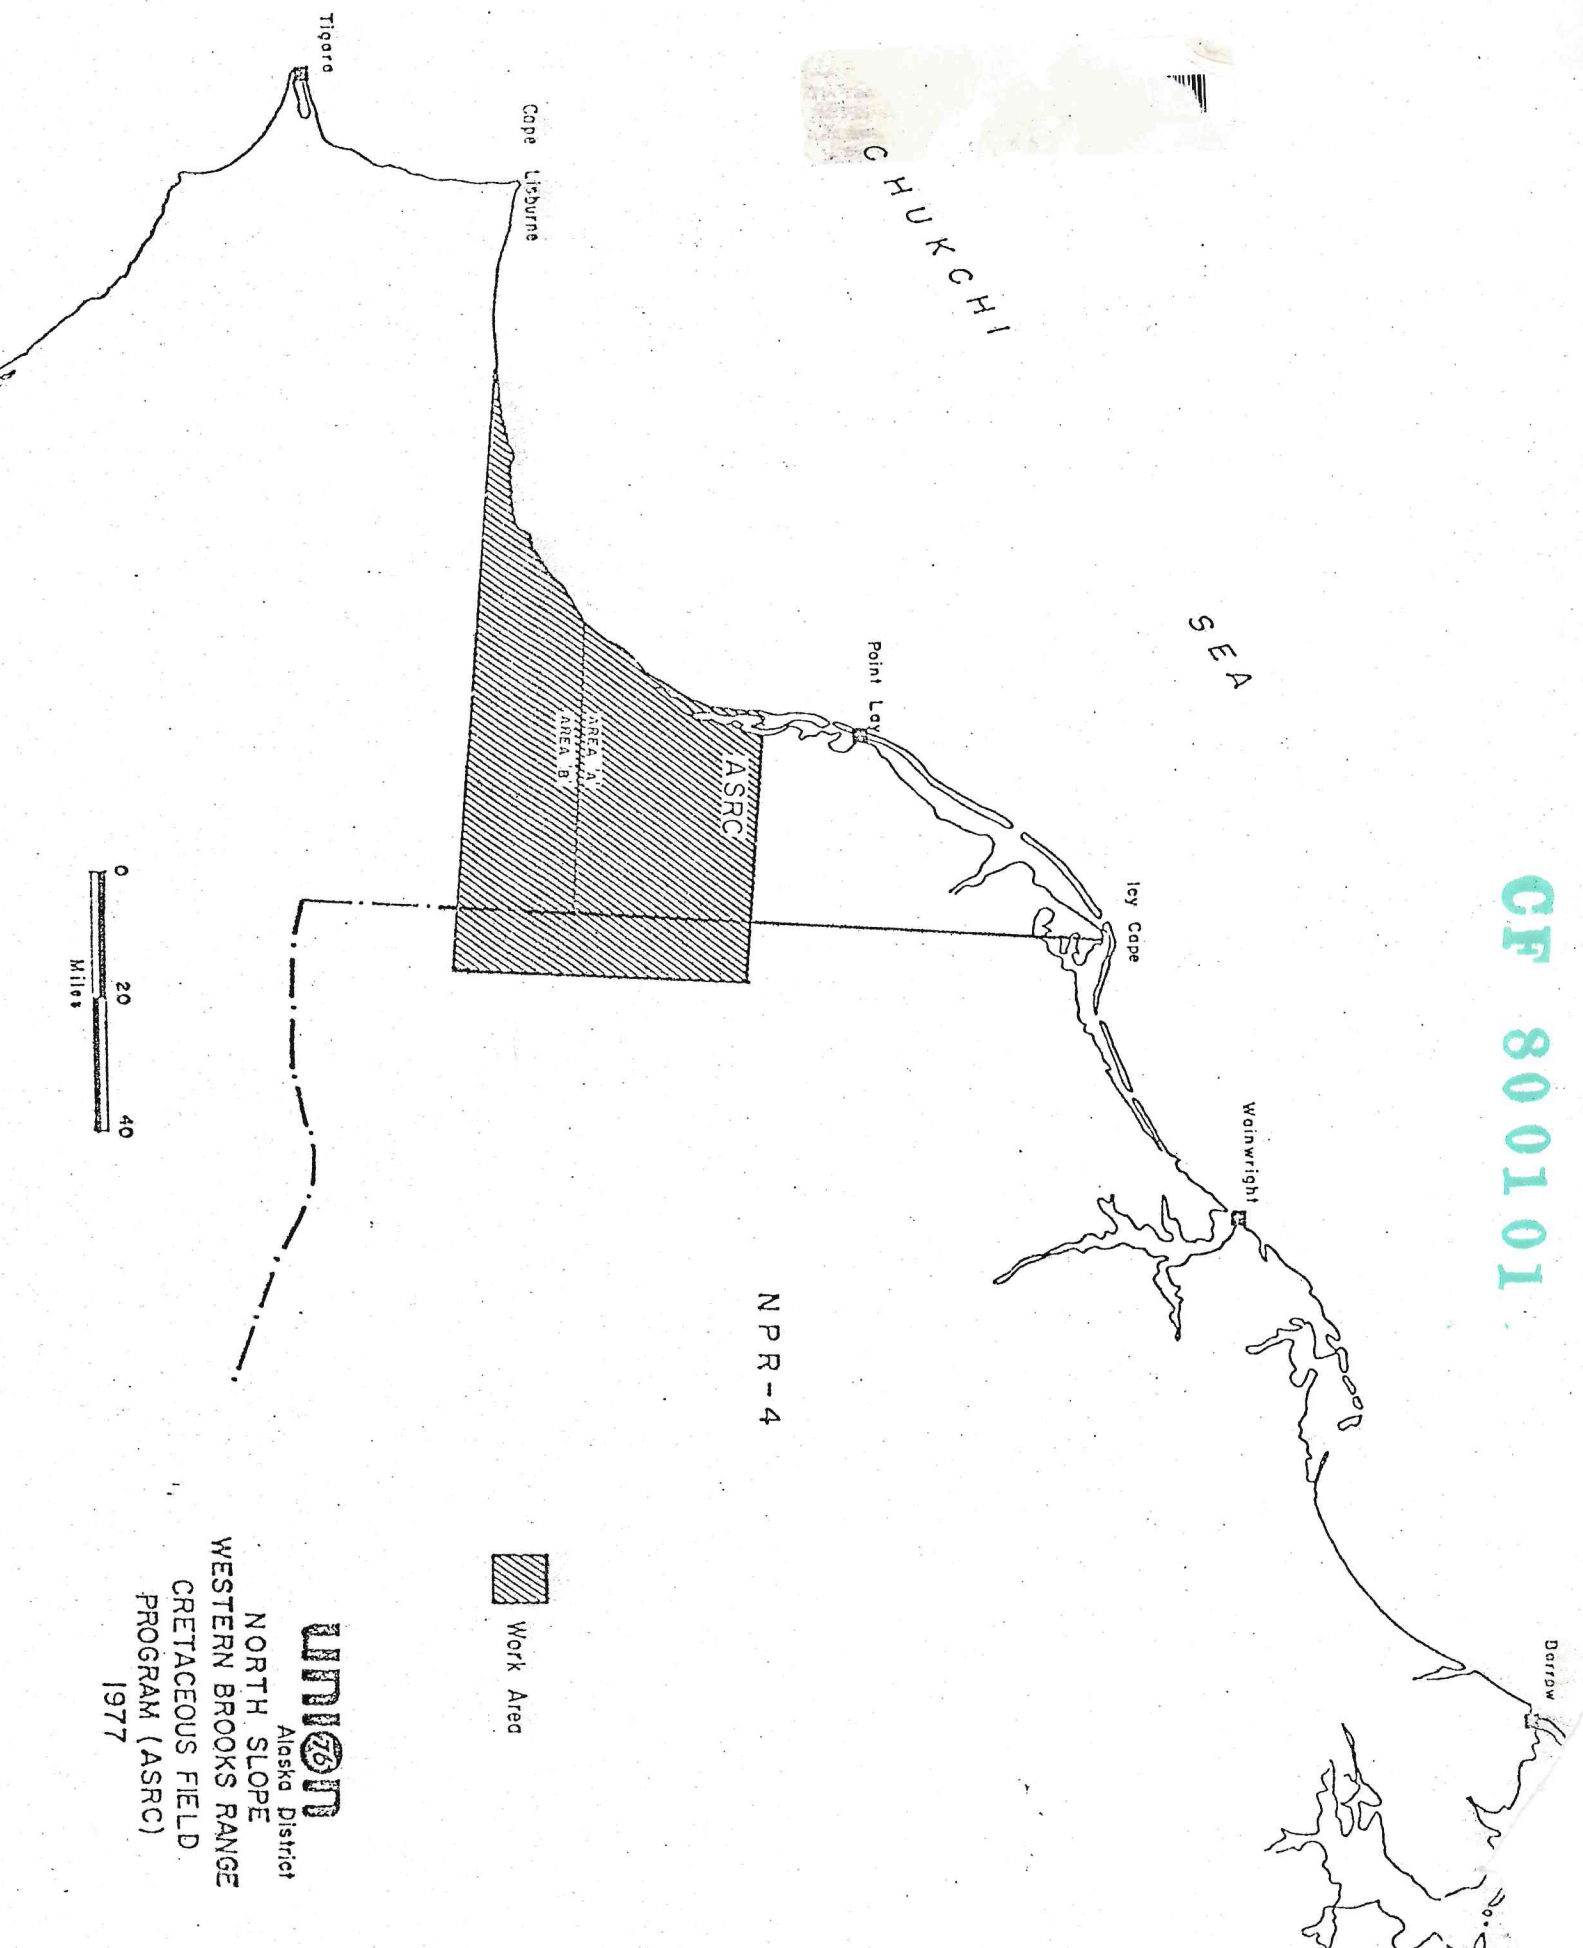 CF 800101
Barrow
Wainwright
Icy Cape
CHUKCHI
SEA
Point Lay
Cape Lisburne
Tigara
ASRC
AREA 'A'
AREA 'B'
NPR-4
Work Area
0 20 40
Miles
union
76
Alaska District
NORTH SLOPE
WESTERN BROOKS RANGE
CRETACEOUS FIELD
PROGRAM (ASRC)
1977